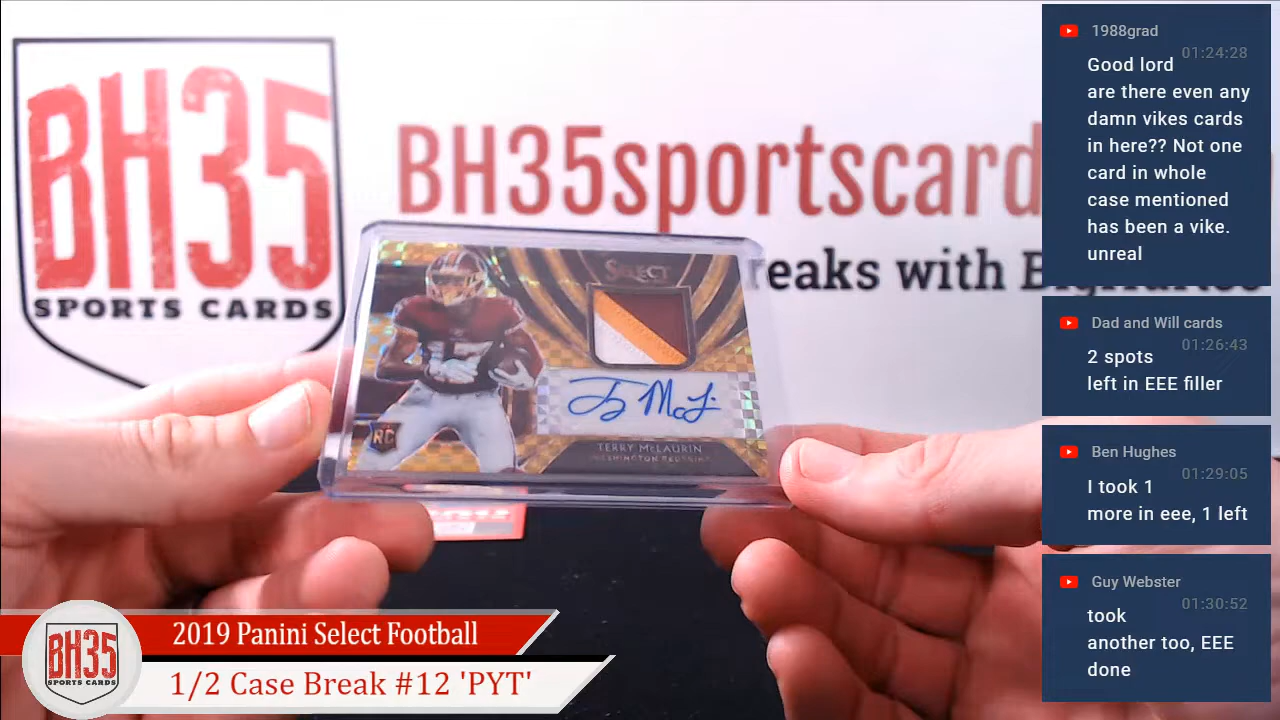 BH35
SPORTS CARDS
BH35sportscard
reaks with B
SELECT
17
RC
TERRY McLAURIN
2019 Panini Select Football
1/2 Case Break #12 'PYT'
BH35
SPORTS CARDS
1988grad
01:24:28
Good lord
are there even any
damn vikes cards
in here?? Not one
card in whole
case mentioned
has been a vike.
unreal
Dad and Will cards
01:26:43
2 spots
left in EEE filler
Ben Hughes
01:29:05
I took 1
more in eee, 1 left
Guy Webster
01:30:52
took
another too, EEE
done